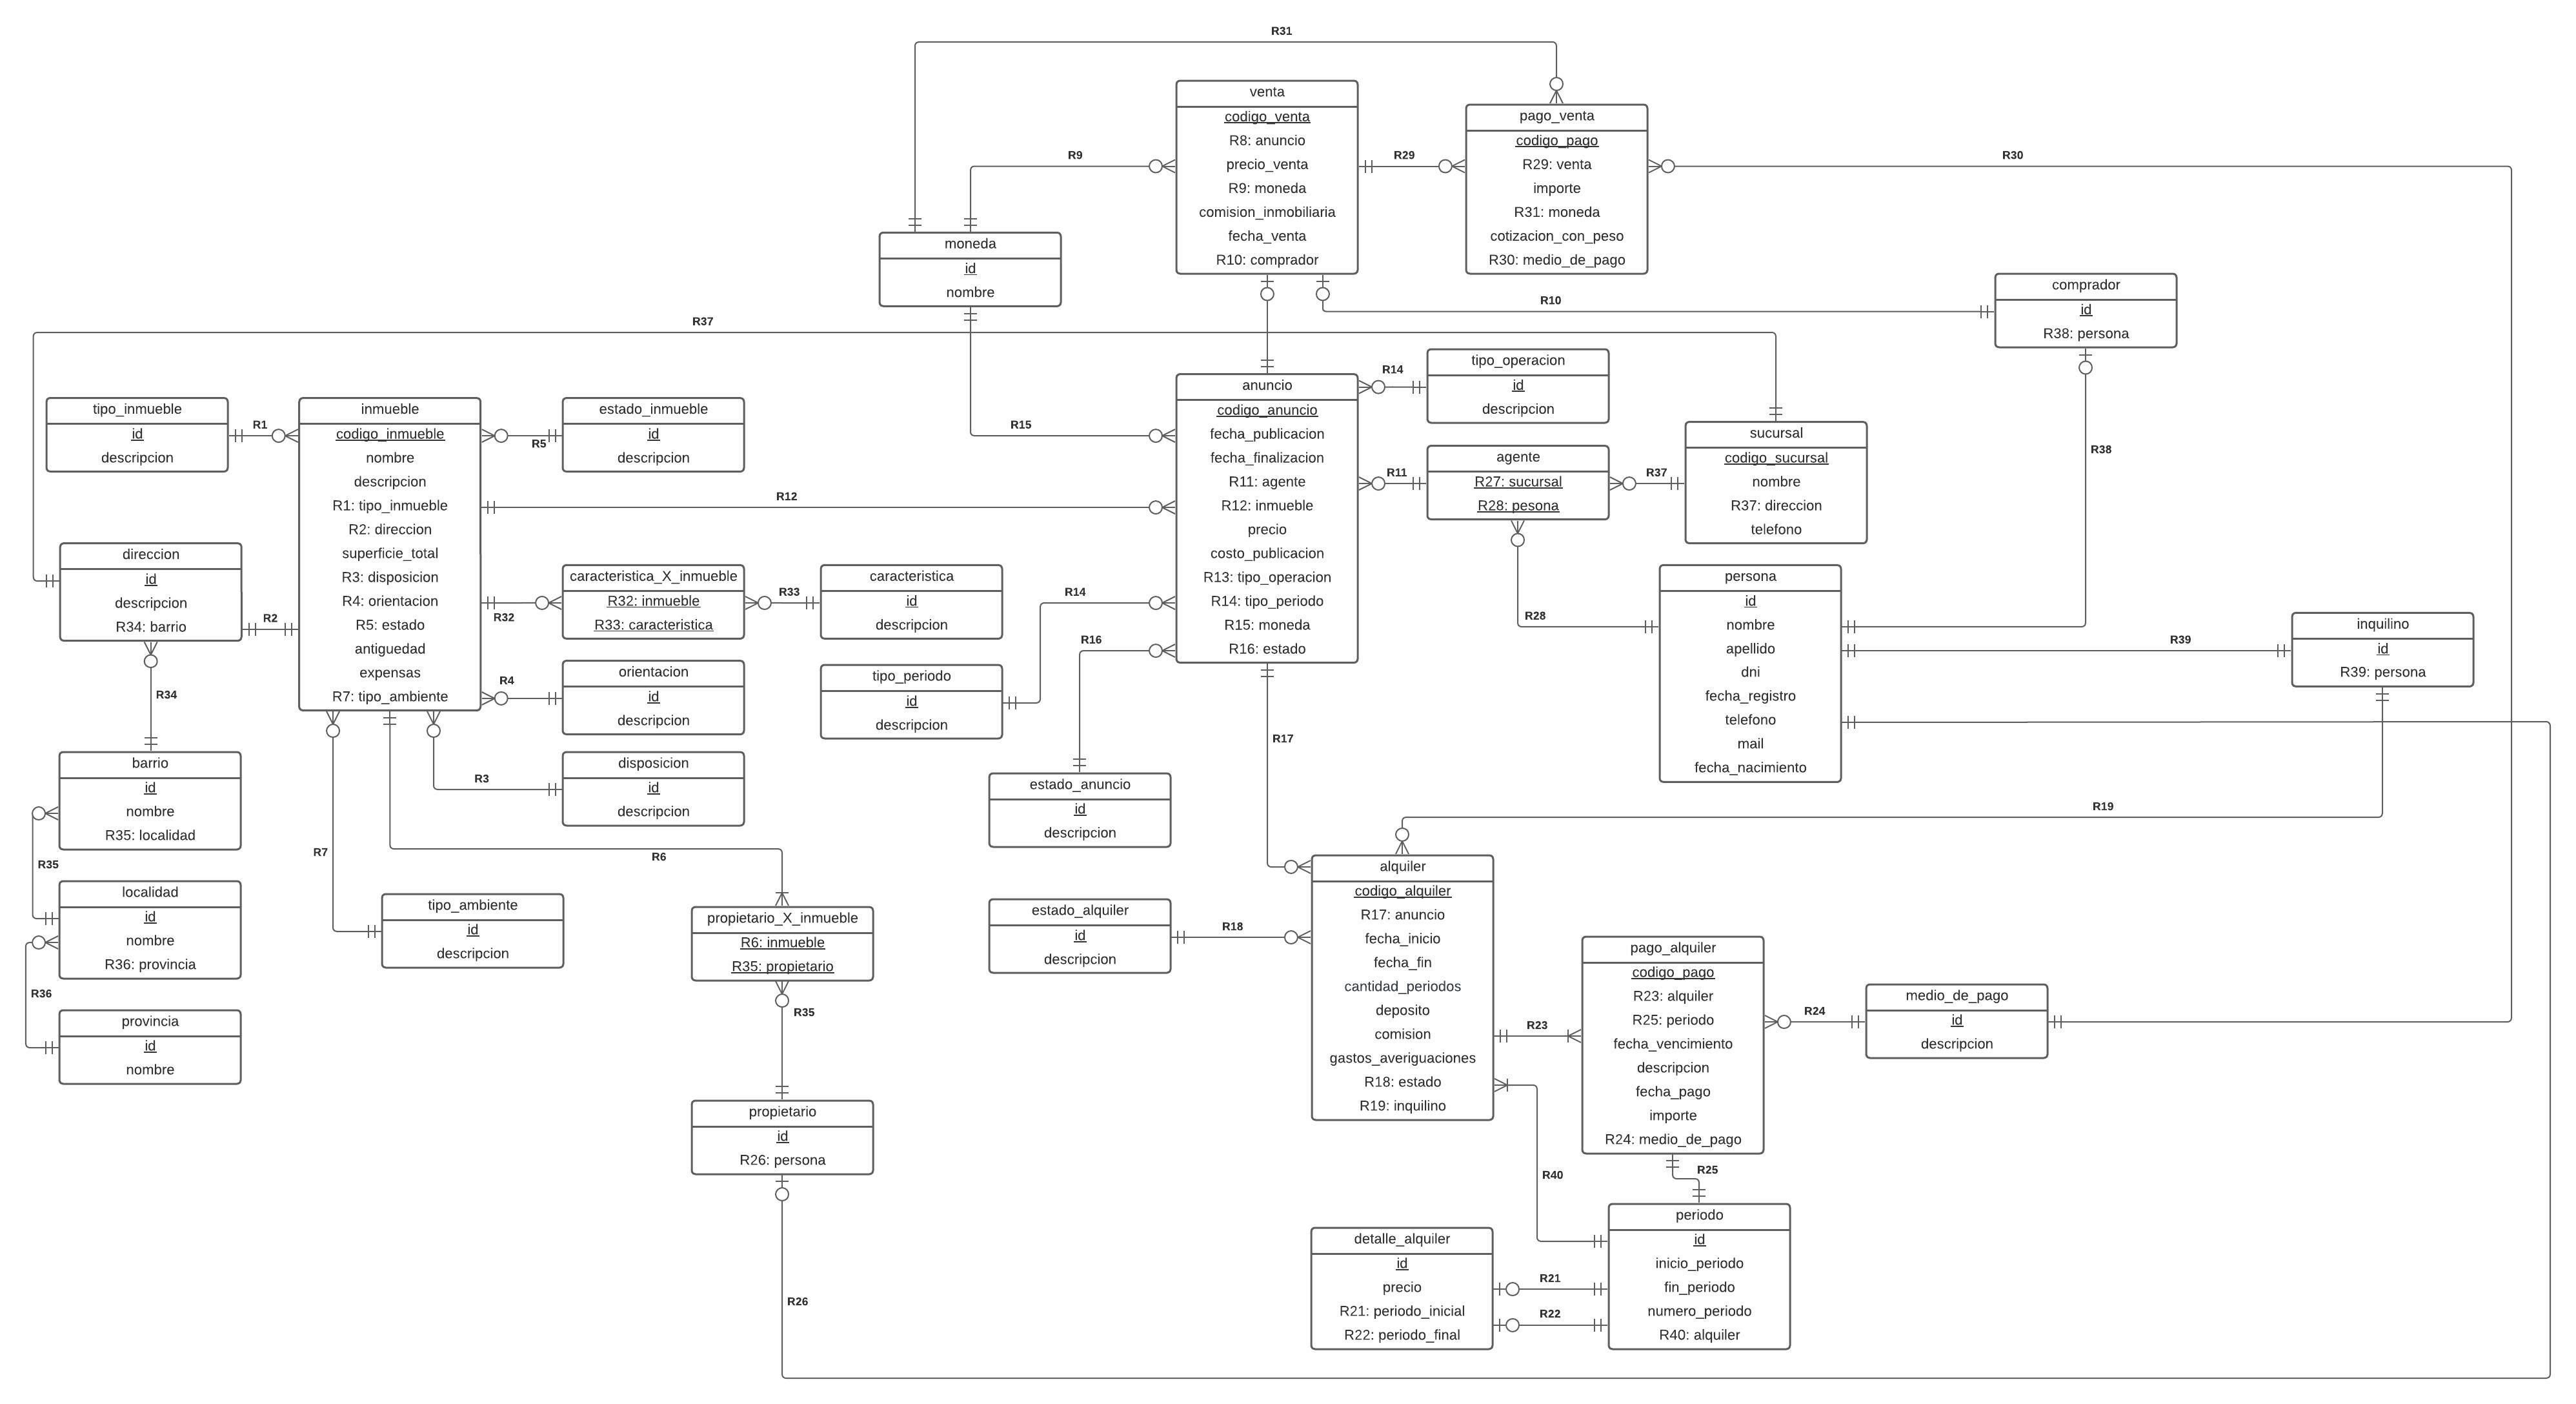 R31
venta
codigo_venta
R8: anuncio
precio_venta
R9: moneda
comision_inmobiliaria
fecha_venta
R10: comprador
pago_venta
codigo_pago
R29: venta
importe
R31: moneda
cotizacion_con_peso
R30: medio_de_pago
R9
R29
R30
moneda
id
nombre
comprador
id
R38: persona
R10
R37
tipo_inmueble
id
descripcion
R1
inmueble
codigo_inmueble
nombre
descripcion
R1: tipo_inmueble
R2: direccion
superficie_total
R3: disposicion
R4: orientacion
R5: estado
antiguedad
expensas
R7: tipo_ambiente
R5
estado_inmueble
id
descripcion
R15
anuncio
codigo_anuncio
fecha_publicacion
fecha_finalizacion
R11: agente
R12: inmueble
precio
costo_publicacion
R13: tipo_operacion
R14: tipo_periodo
R15: moneda
R16: estado
R14
tipo_operacion
id
descripcion
R11
agente
R27: sucursal
R28: pesona
R37
sucursal
codigo_sucursal
nombre
R37: direccion
telefono
R38
R12
direccion
id
descripcion
R34: barrio
R2
R32
caracteristica_X_inmueble
R32: inmueble
R33: caracteristica
R33
caracteristica
id
descripcion
R14
R16
R28
persona
id
nombre
apellido
dni
fecha_registro
telefono
mail
fecha_nacimiento
R39
inquilino
id
R39: persona
R4
orientacion
id
descripcion
tipo_periodo
id
descripcion
R34
R3
disposicion
id
descripcion
R17
barrio
id
nombre
R35: localidad
estado_anuncio
id
descripcion
R19
R35
R7
R6
localidad
id
nombre
R36: provincia
tipo_ambiente
id
descripcion
propietario_X_inmueble
R6: inmueble
R35: propietario
estado_alquiler
id
descripcion
R18
alquiler
codigo_alquiler
R17: anuncio
fecha_inicio
fecha_fin
cantidad_periodos
deposito
comision
gastos_averiguaciones
R18: estado
R19: inquilino
R23
pago_alquiler
codigo_pago
R23: alquiler
R25: periodo
fecha_vencimiento
descripcion
fecha_pago
importe
R24: medio_de_pago
R24
medio_de_pago
id
descripcion
R36
provincia
id
nombre
R35
propietario
id
R26: persona
R40
R25
R26
detalle_alquiler
id
precio
R21: periodo_inicial
R22: periodo_final
R21
R22
periodo
id
inicio_periodo
fin_periodo
numero_periodo
R40: alquiler